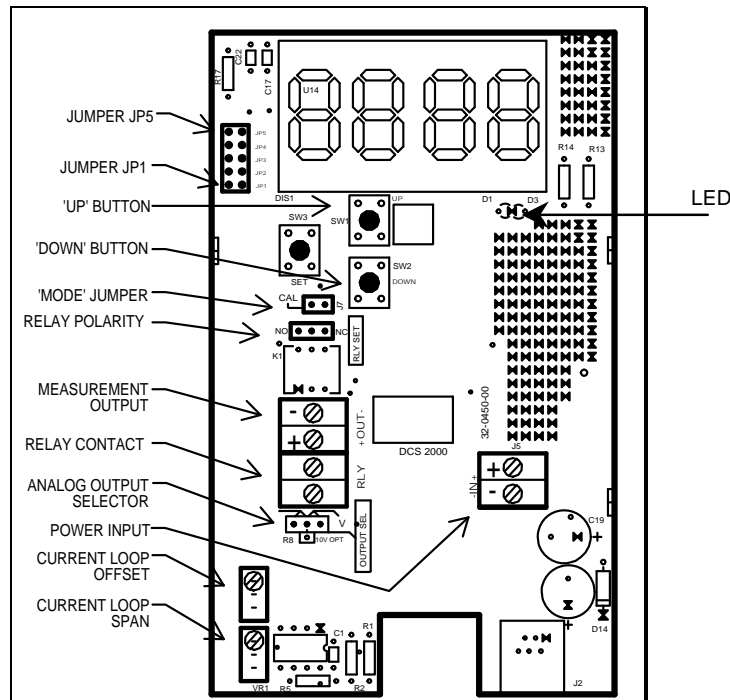 R17
C22
C17
U14
JUMPER JP5
JP5
JP4
JP3
JP2
JP1
JUMPER JP1
R14
R13
DIS1
D1
D3
LED
'UP' BUTTON
UP
SW1
SW3
SET
'DOWN' BUTTON
SW2
DOWN
'MODE' JUMPER
CAL
J7
RELAY POLARITY
NO
NC
RLY SET
K1
MEASUREMENT
OUTPUT
-
+
+OUT-
DCS 2000
32-0450-00
RELAY CONTACT
RLY
J5
+
-
-IN+
ANALOG OUTPUT
SELECTOR
V
R8
10V OPT
OUTPUT SEL
POWER INPUT
C19
+
CURRENT LOOP
OFFSET
CURRENT LOOP
SPAN
VR1
C1
R1
R5
R2
+
D14
J2